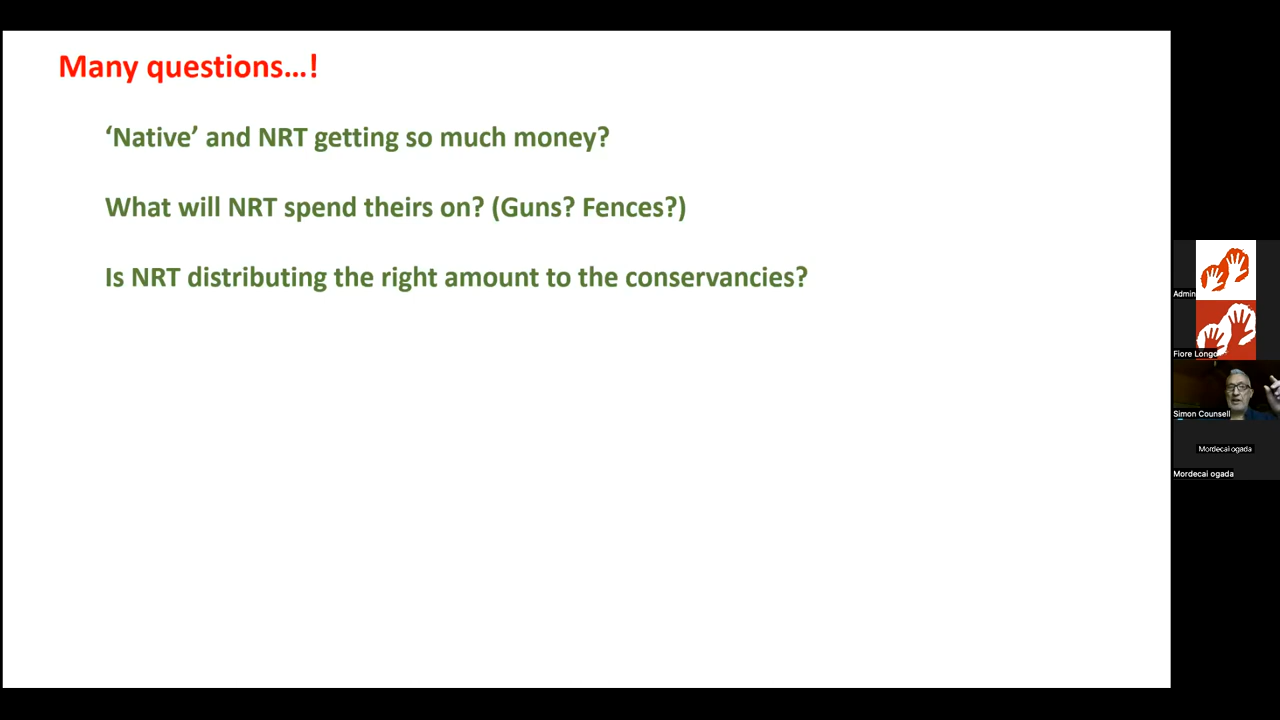 Many questions...!
‘Native’ and NRT getting so much money?
What will NRT spend theirs on? (Guns? Fences?)
Is NRT distributing the right amount to the conservancies?
Admin
Fiore Longo
Simon Counsell
Mordecai ogada
Mordecai ogada